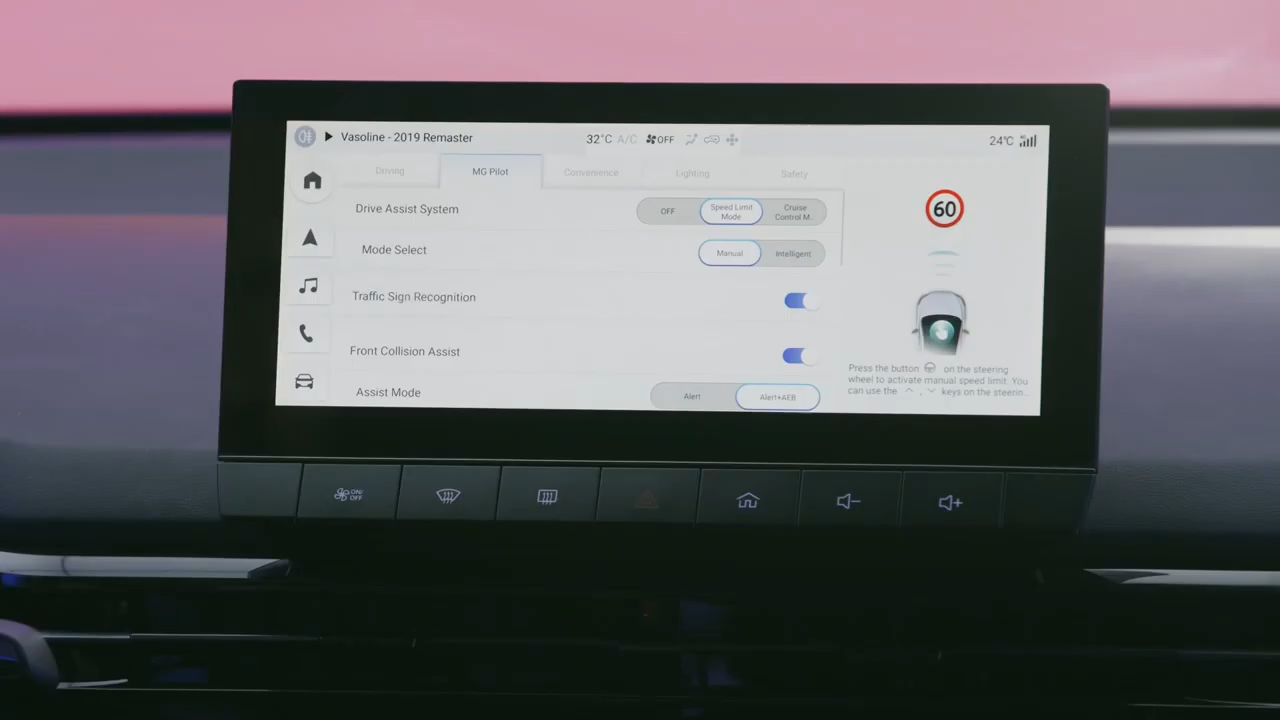 Vasoline - 2019 Remaster
32°C A/C OFF
24°C
Driving
MG Pilot
Convenience
Lighting
Safety
Drive Assist System
OFF
Speed Limit
Mode
Cruise
Control M..
60
Mode Select
Manual
Intelligent
Traffic Sign Recognition
Front Collision Assist
Assist Mode
Alert
Alert+AEB
Press the button on the steering
wheel to activate manual speed limit. You
can use the , keys on the steerin...
ON/
OFF